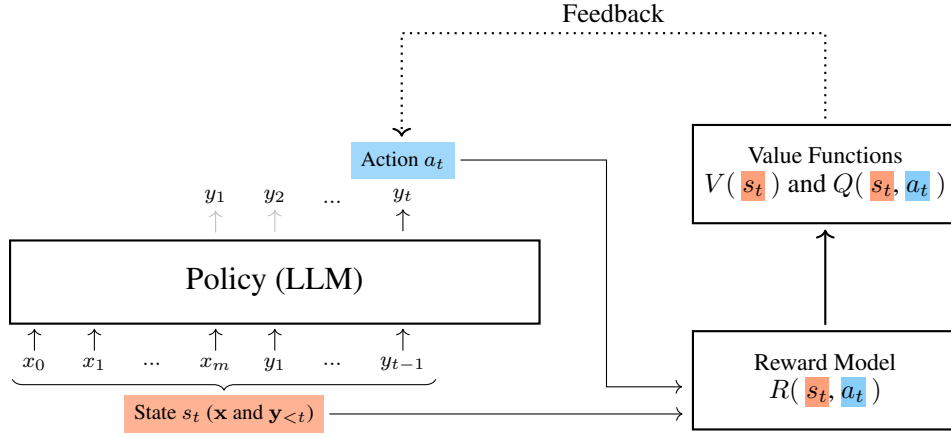 Feedback
Action a_t
Value Functions
V( s_t ) and Q( s_t, a_t )
y_1 y_2 ... y_t
Policy (LLM)
x_0 x_1 ... x_m y_1 ... y_{t−1}
Reward Model
R( s_t, a_t )
State s_t (x and y_{<t})